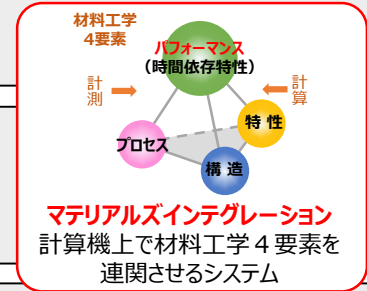 材料工学
4要素
パフォーマンス
（時間依存特性）
計測
計算
特 性
プロセス
構 造
マテリアルズインテグレーション
計算機上で材料工学４要素を
連関させるシステム